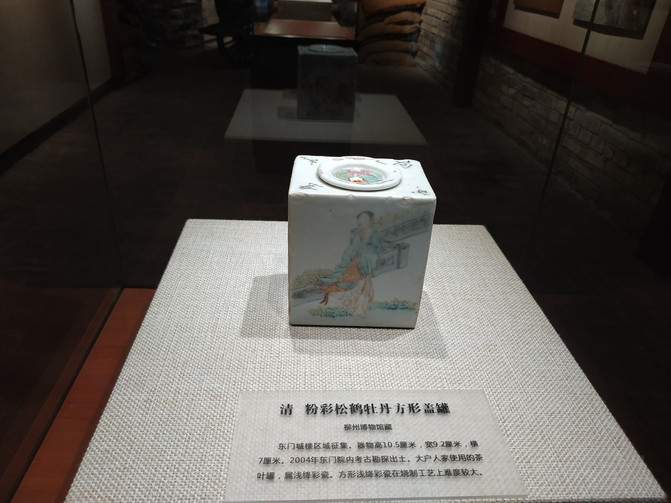 清 粉彩松鹤牡丹方形盖罐
柳州博物馆藏
东门城楼区域征集。器物高10.5厘米，宽9.2厘米，横
7厘米。2004年东门院内考古勘探出土。大户人家使用的茶
叶罐，属浅绛彩瓷。方形浅绛彩瓷在烧制工艺上难度较大。